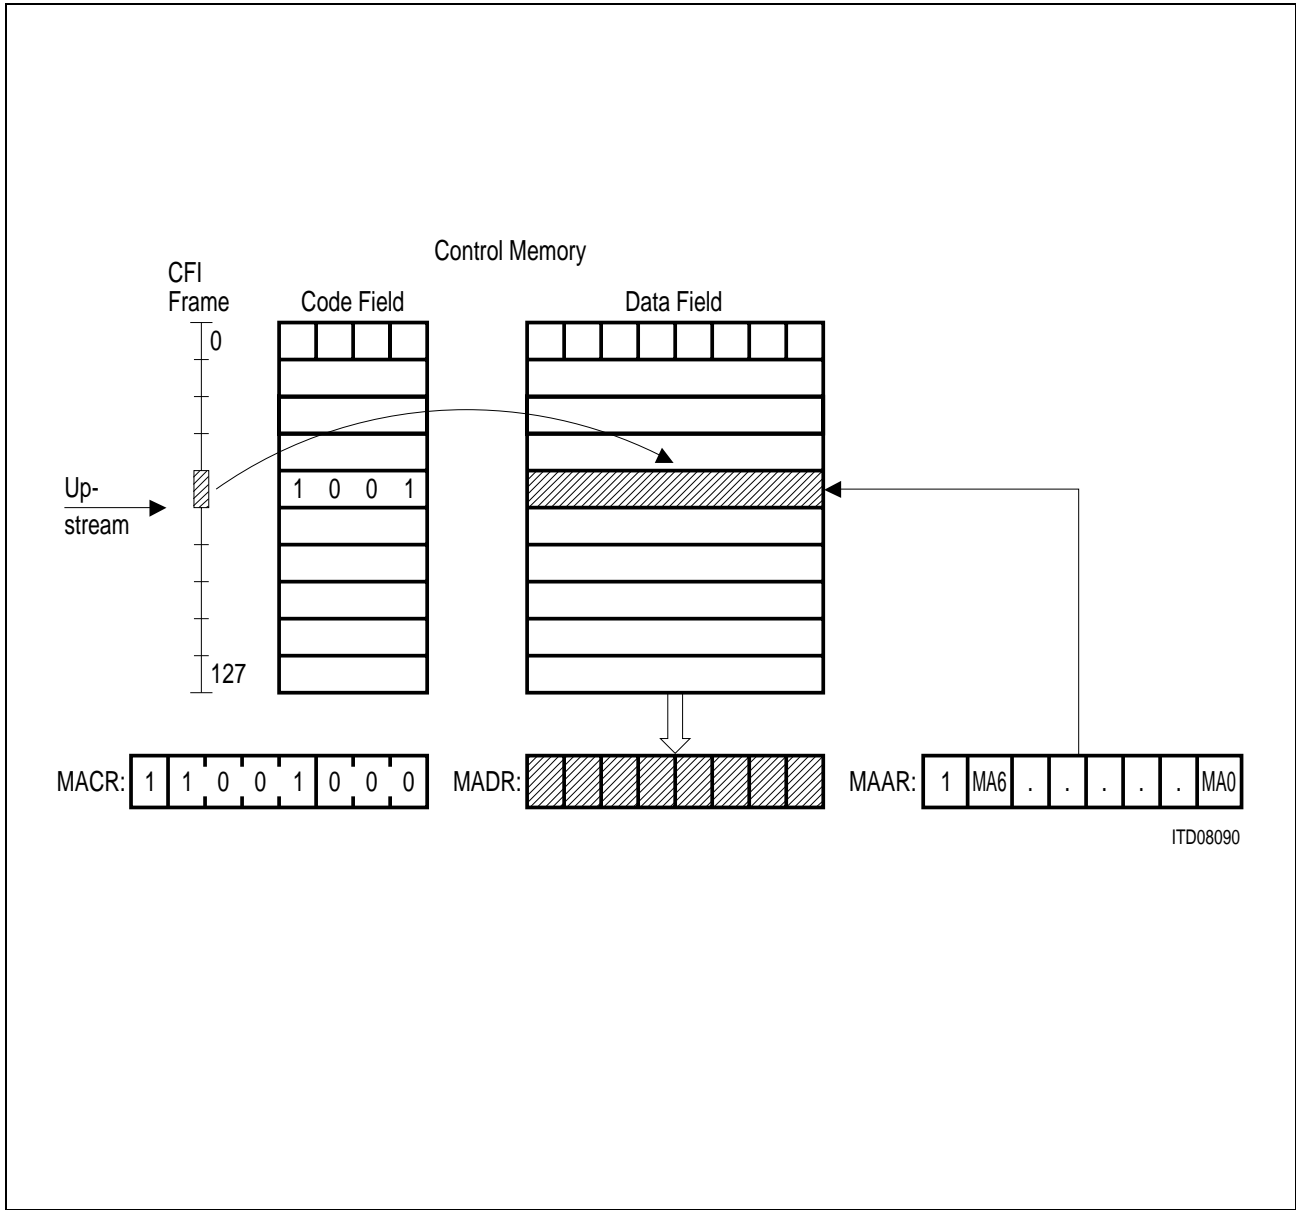 Control Memory
CFI
Frame
Code Field
Data Field
0
Up-
stream
1 0 0 1
127
MACR: 1 1 0 0 1 0 0 0
MADR:
MAAR: 1 MA6 . . . . . MA0
ITD08090